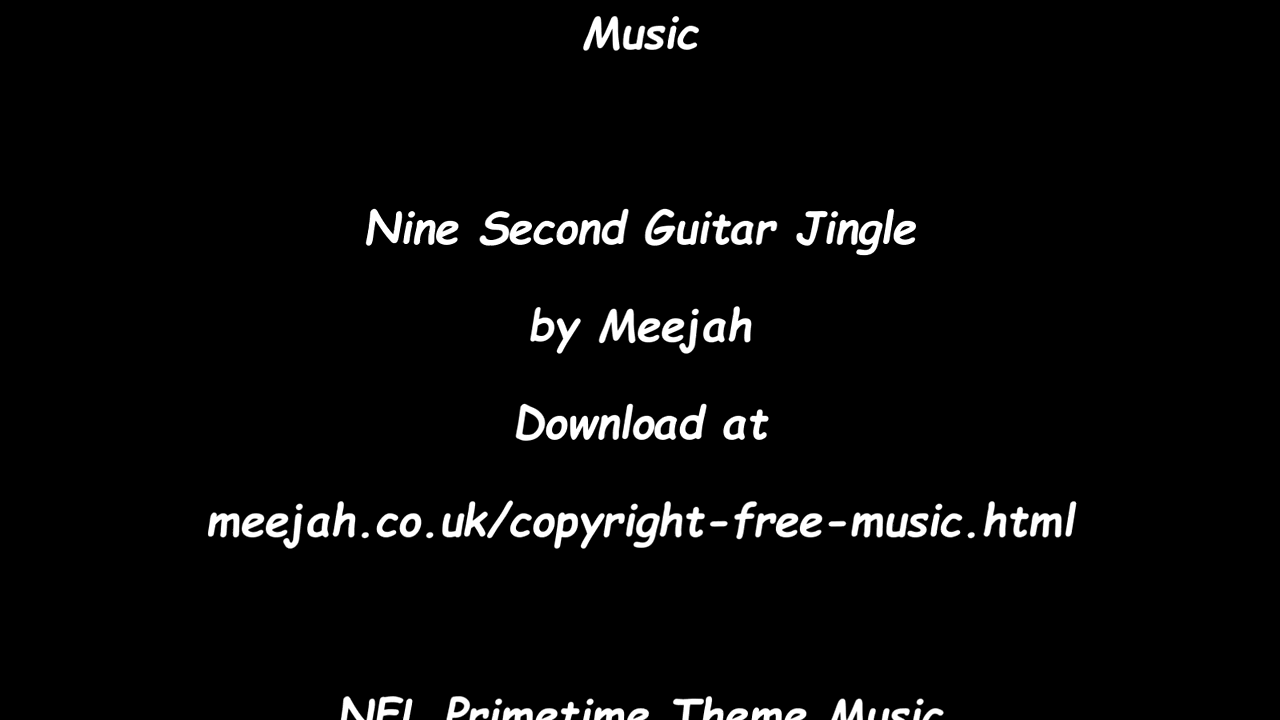 Music
Nine Second Guitar Jingle
by Meejah
Download at
meejah.co.uk/copyright-free-music.html
NFL Primetime Theme Music